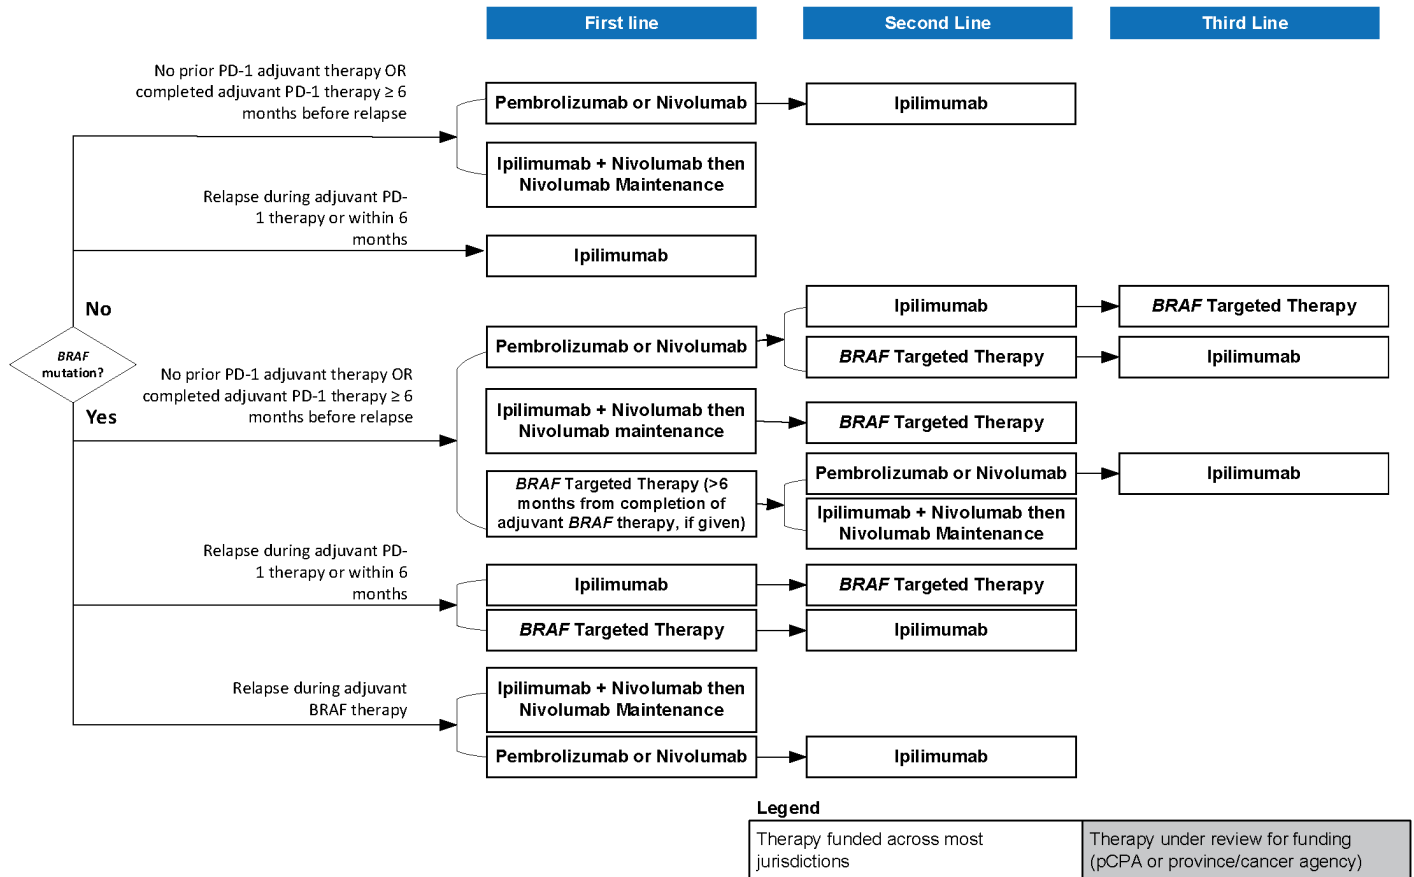 First line
Second Line
Third Line
No prior PD-1 adjuvant therapy OR
completed adjuvant PD-1 therapy ≥ 6
months before relapse
Pembrolizumab or Nivolumab
Ipilimumab
Ipilimumab + Nivolumab then
Nivolumab Maintenance
Relapse during adjuvant PD-
1 therapy or within 6
months
Ipilimumab
No
BRAF
mutation?
Yes
No prior PD-1 adjuvant therapy OR
completed adjuvant PD-1 therapy ≥ 6
months before relapse
Pembrolizumab or Nivolumab
Ipilimumab
BRAF Targeted Therapy
BRAF Targeted Therapy
Ipilimumab
Ipilimumab + Nivolumab then
Nivolumab maintenance
BRAF Targeted Therapy
BRAF Targeted Therapy (>6
months from completion of
adjuvant BRAF therapy, if given)
Pembrolizumab or Nivolumab
Ipilimumab
Ipilimumab + Nivolumab then
Nivolumab Maintenance
Relapse during adjuvant PD-
1 therapy or within 6
months
Ipilimumab
BRAF Targeted Therapy
BRAF Targeted Therapy
Ipilimumab
Relapse during adjuvant
BRAF therapy
Ipilimumab + Nivolumab then
Nivolumab Maintenance
Pembrolizumab or Nivolumab
Ipilimumab
Legend
Therapy funded across most
jurisdictions
Therapy under review for funding
(pCPA or province/cancer agency)